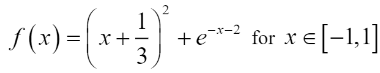 f(x) = (x + 1/3)² + e^(−x−2) for x ∈ [−1,1]